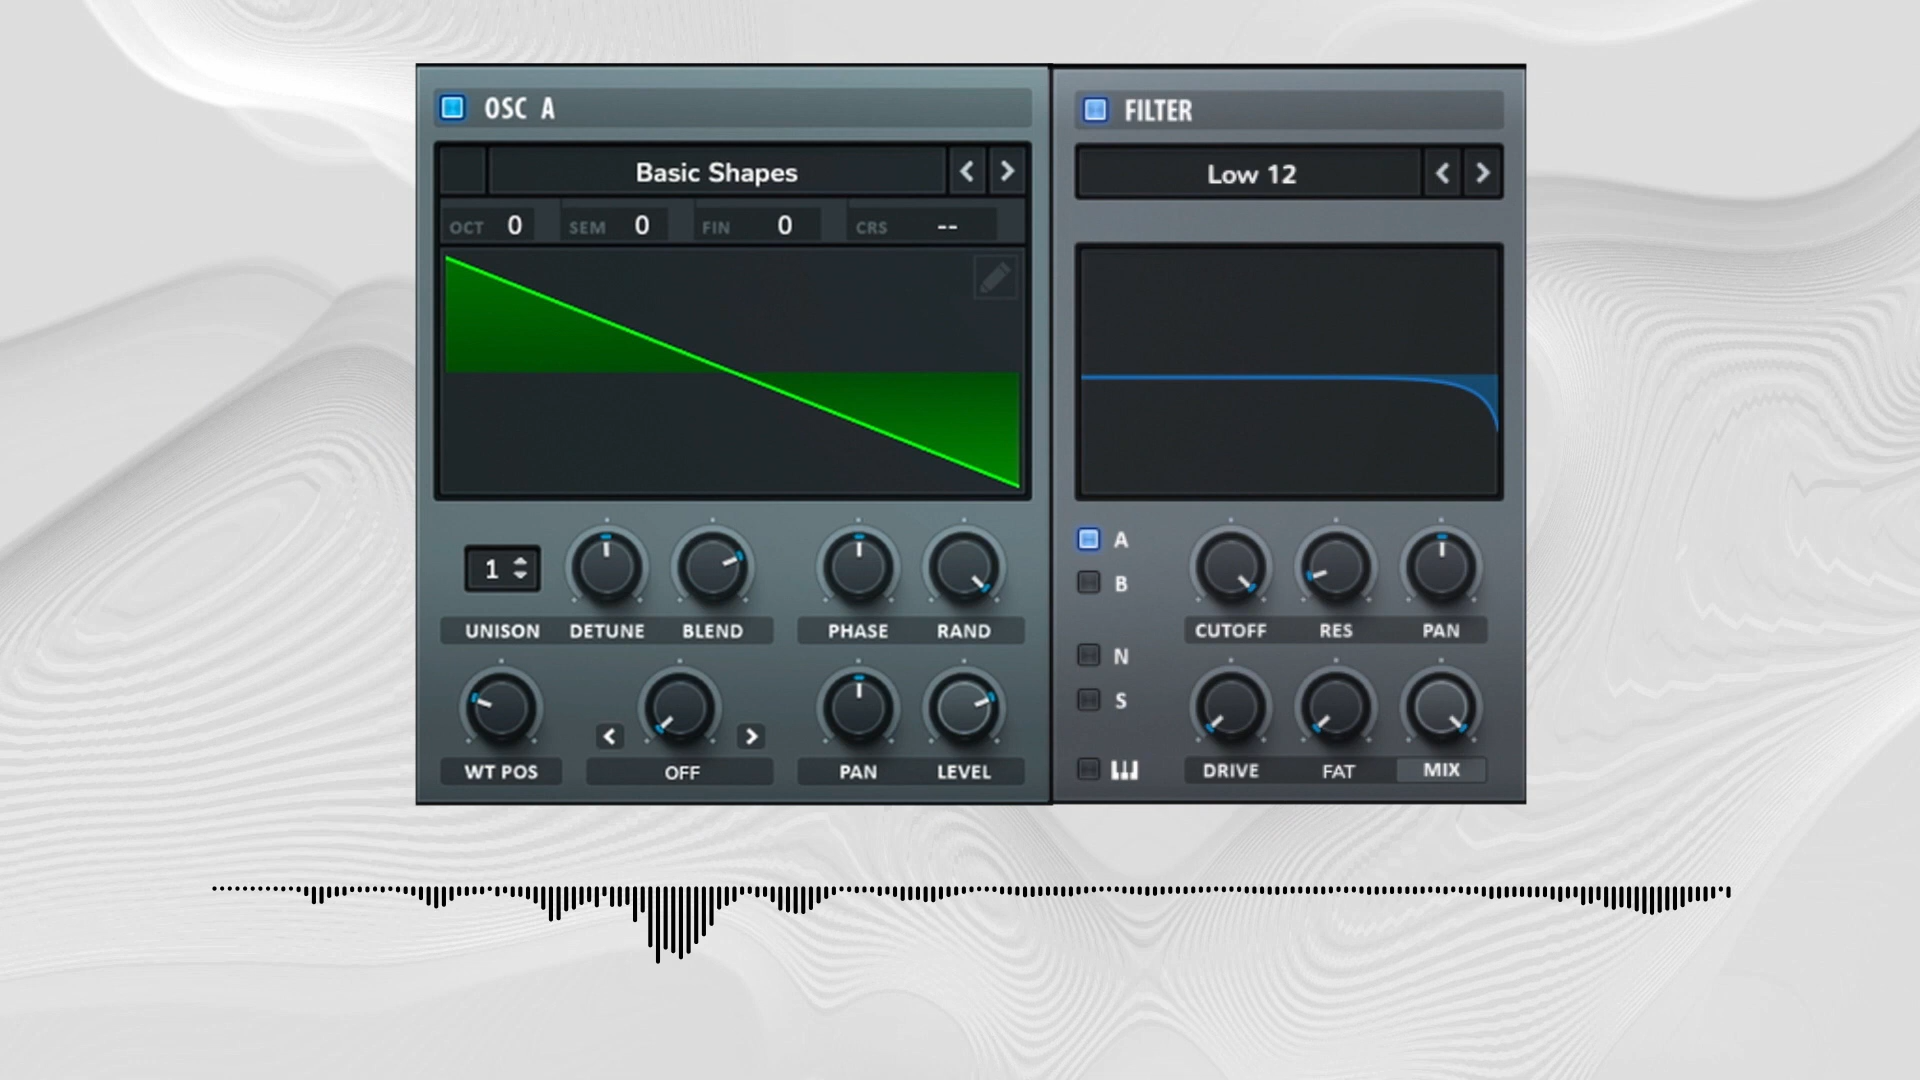 OSC A
Basic Shapes
OCT 0 SEM 0 FIN 0 CRS --
1
UNISON DETUNE BLEND PHASE RAND
WT POS OFF PAN LEVEL
FILTER
Low 12
A
B
N
S
CUTOFF RES PAN
DRIVE FAT MIX